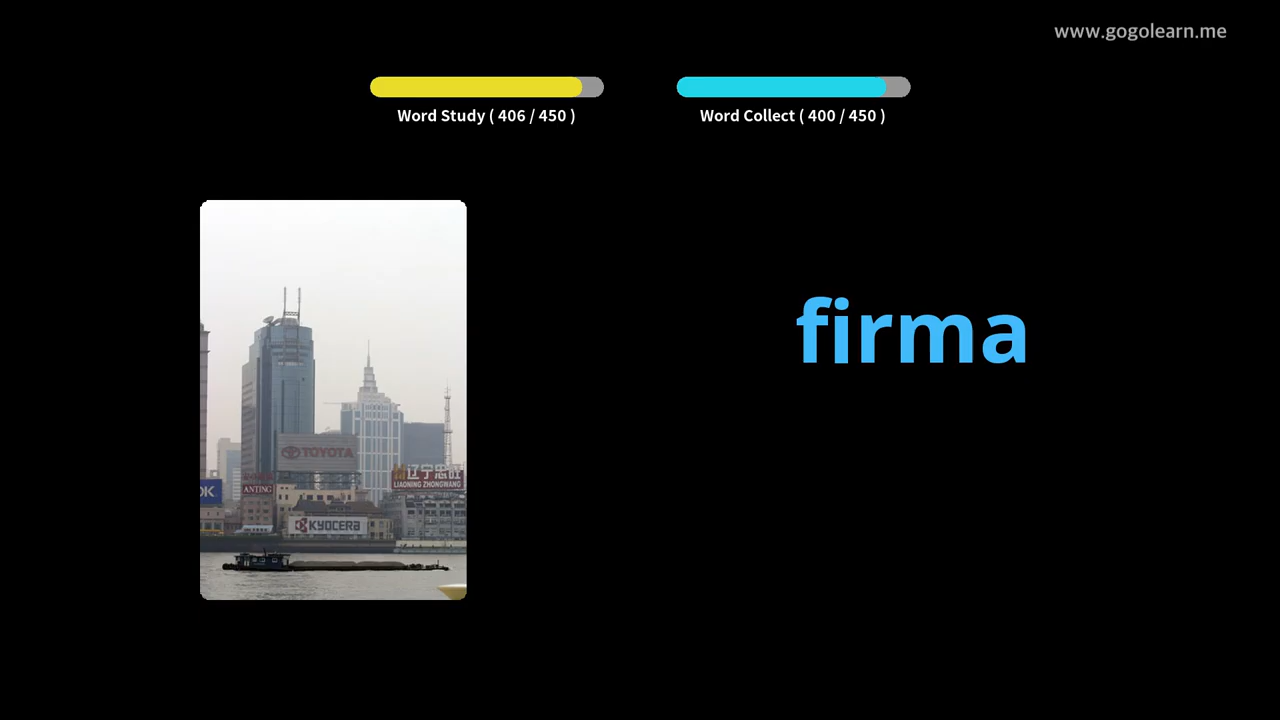 www.gogolearn.me
Word Study ( 406 / 450 )
Word Collect ( 400 / 450 )
firma
TOYOTA
辽宁忠旺
LIAONING ZHONGWANG
OK
ANTING
KYOCERA